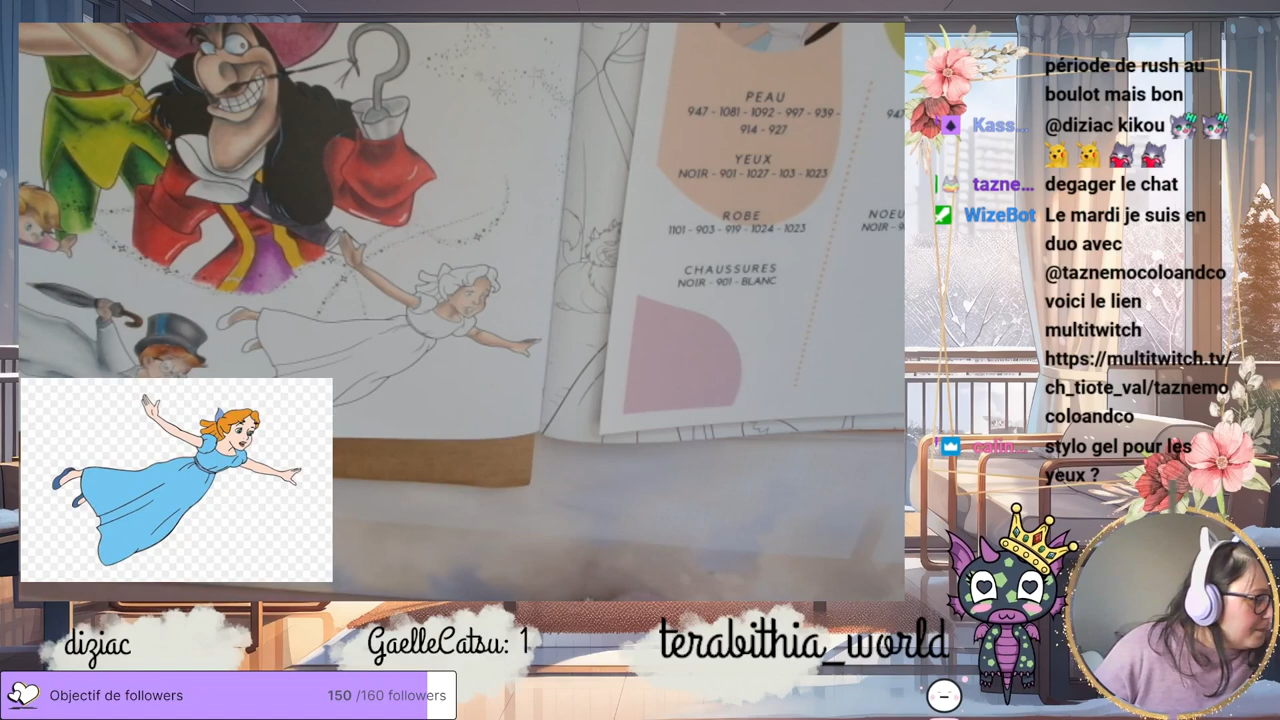 PEAU
947 - 1081 - 1092 - 997 - 939 -
914 - 927
YEUX
NOIR - 901 - 1027 - 103 - 1023
ROBE
1101 - 903 - 919 - 1024 - 1023
CHAUSSURES
NOIR - 901 - BLANC
période de rush au
boulot mais bon
Kass... @diziac kikou
tazne... degager le chat
WizeBot Le mardi je suis en
duo avec
@taznemocoloandco
voici le lien
multitwitch
https://multitwitch.tv/
ch_tiote_val/taznemo
coloandco
calin... stylo gel pour les
yeux ?
diziac
GaelleCatsu: 1
terabithia_world
Objectif de followers
150 /160 followers